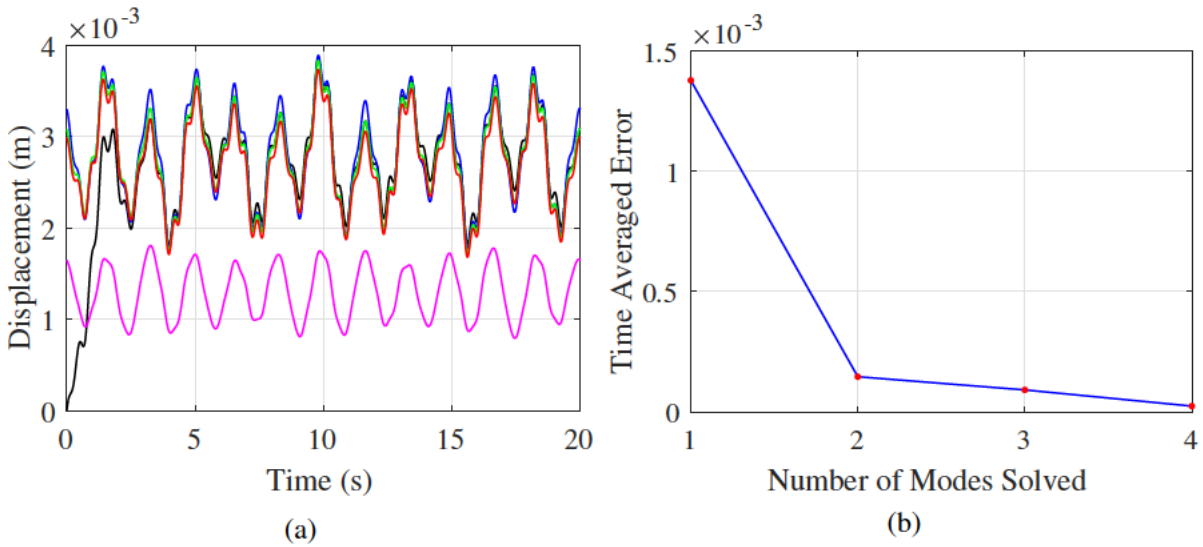 ×10⁻³
4
3
2
1
0
0 5 10 15 20
Displacement (m)
Time (s)
(a)
×10⁻³
1.5
1
0.5
0
1 2 3 4
Time Averaged Error
Number of Modes Solved
(b)